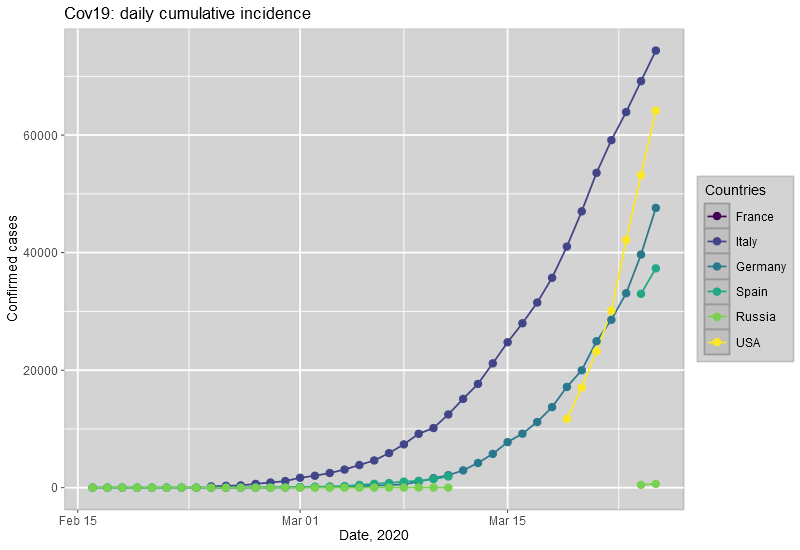 Cov19: daily cumulative incidence
Confirmed cases
60000
40000
20000
0
Feb 15
Mar 01
Mar 15
Date, 2020
Countries
France
Italy
Germany
Spain
Russia
USA